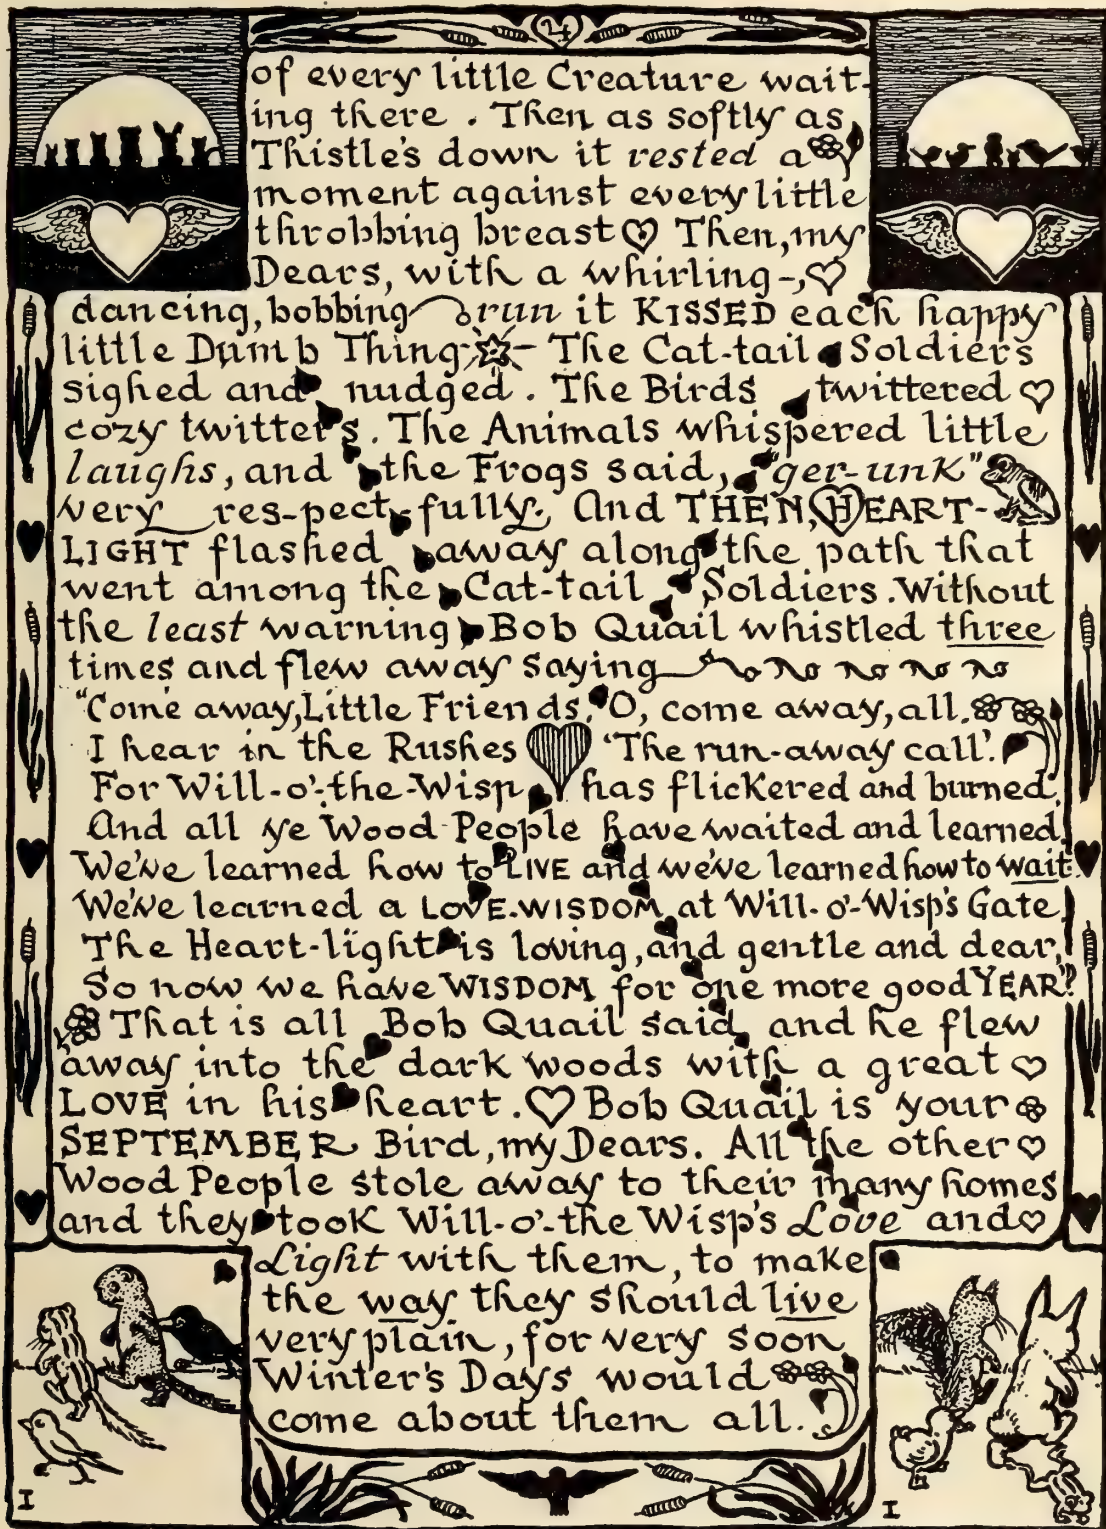 4
of every little Creature wait-
ing there. Then as softly as
Thistle's down it rested a
moment against every little
throbbing breast Then, my
Dears, with a whirling-,
dancing, bobbing run it KISSED each happy
little Dumb Thing - The Cat-tail Soldiers
sighed and nudged. The Birds twittered
cozy twitters. The Animals whispered little
laughs, and the Frogs said, "ger-unk"
very res-pect-fully. And THEN, HEART-
LIGHT flashed away along the path that
went among the Cat-tail Soldiers. Without
the least warning Bob Quail whistled three
times and flew away saying
"Come away, Little Friends, O, come away, all.
I hear in the Rushes 'The run-away call'.
For Will-o'-the-Wisp has flickered and burned,
And all ye Wood People have waited and learned.
We've learned how to LIVE and we've learned how to wait.
We've learned a LOVE-WISDOM at Will-o'-Wisp's Gate.
The Heart-light is loving, and gentle and dear,
So now we have WISDOM for one more good YEAR."
That is all Bob Quail said, and he flew
away into the dark woods with a great
LOVE in his heart. Bob Quail is your
SEPTEMBER Bird, my Dears. All the other
Wood People stole away to their many homes
and they took Will-o'-the Wisp's Love and
Light with them, to make
the way they should live
very plain, for very soon,
Winter's Days would
come about them all.
I
I